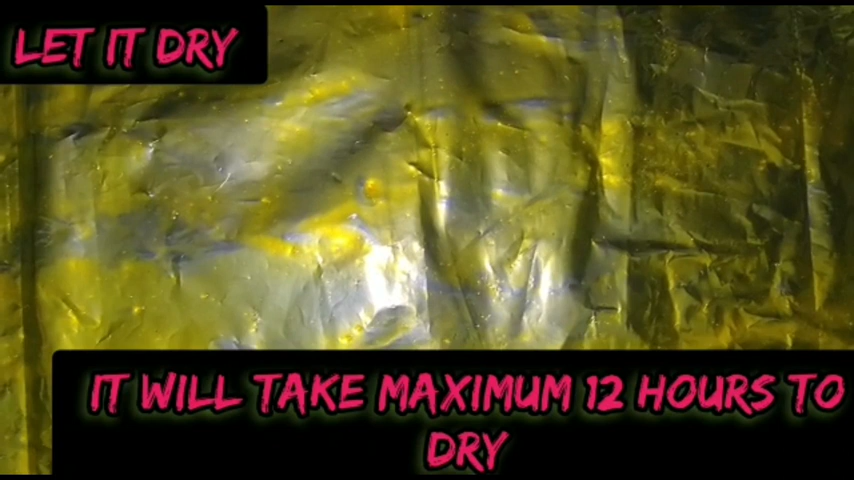 LET IT DRY
IT WILL TAKE MAXIMUM 12 HOURS TO
DRY